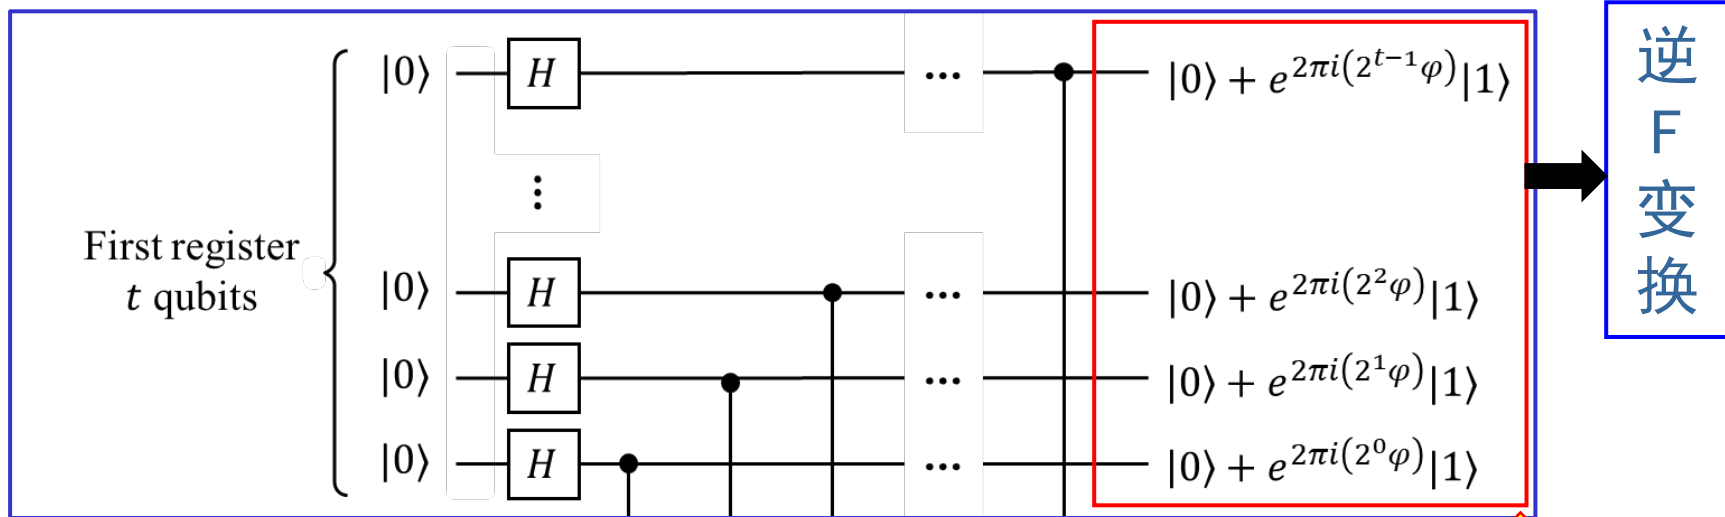 |0⟩ H ... |0⟩ + e^{2πi(2^{t−1}φ)}|1⟩
⋮
First register
t qubits
|0⟩ H ... |0⟩ + e^{2πi(2^2φ)}|1⟩
|0⟩ H ... |0⟩ + e^{2πi(2^1φ)}|1⟩
|0⟩ H ... |0⟩ + e^{2πi(2^0φ)}|1⟩
逆
F
变
换